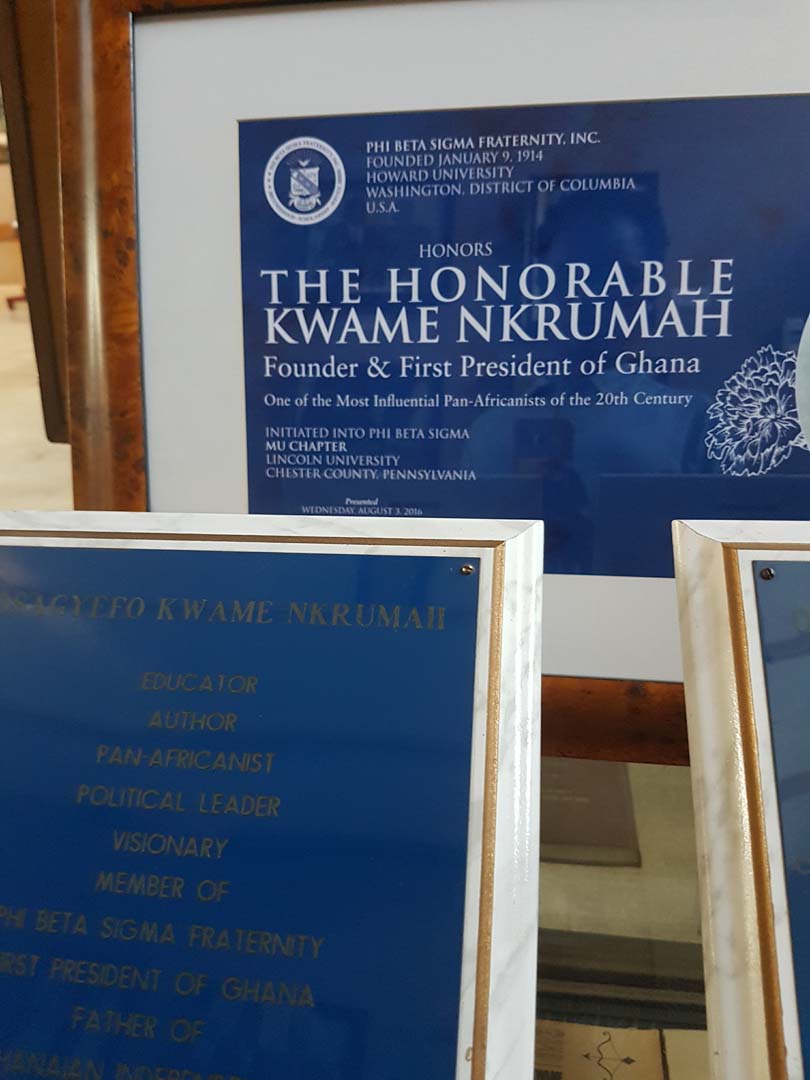 PHI BETA SIGMA FRATERNITY, INC.
FOUNDED JANUARY 9, 1914
HOWARD UNIVERSITY
WASHINGTON, DISTRICT OF COLUMBIA
U.S.A.
HONORS
THE HONORABLE
KWAME NKRUMAH
Founder & First President of Ghana
One of the Most Influential Pan-Africanists of the 20th Century
INITIATED INTO PHI BETA SIGMA
MU CHAPTER
LINCOLN UNIVERSITY
CHESTER COUNTY, PENNSYLVANIA
Presented
WEDNESDAY, AUGUST 3, 2016
OSAGYEFO KWAME NKRUMAH
EDUCATOR
AUTHOR
PAN-AFRICANIST
POLITICAL LEADER
VISIONARY
MEMBER OF
PHI BETA SIGMA FRATERNITY
FIRST PRESIDENT OF GHANA
FATHER OF